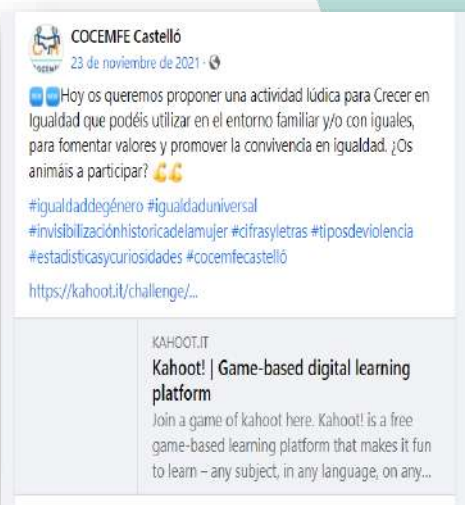 COCEMFE Castelló
COCEMFE
23 de noviembre de 2021 ·
Hoy os queremos proponer una actividad lúdica para Crecer en
Igualdad que podéis utilizar en el entorno familiar y/o con iguales,
para fomentar valores y promover la convivencia en igualdad. ¿Os
animáis a participar?
#igualdaddegénero #igualdaduniversal
#invisibilizaciónhistoricadelamujer #cifrasyletras #tiposdeviolencia
#estadisticasycuriosidades #cocemfecastelló
https://kahoot.it/challenge/...
KAHOOT.IT
Kahoot! | Game-based digital learning
platform
Join a game of kahoot here. Kahoot! is a free
game-based learning platform that makes it fun
to learn – any subject, in any language, on any...